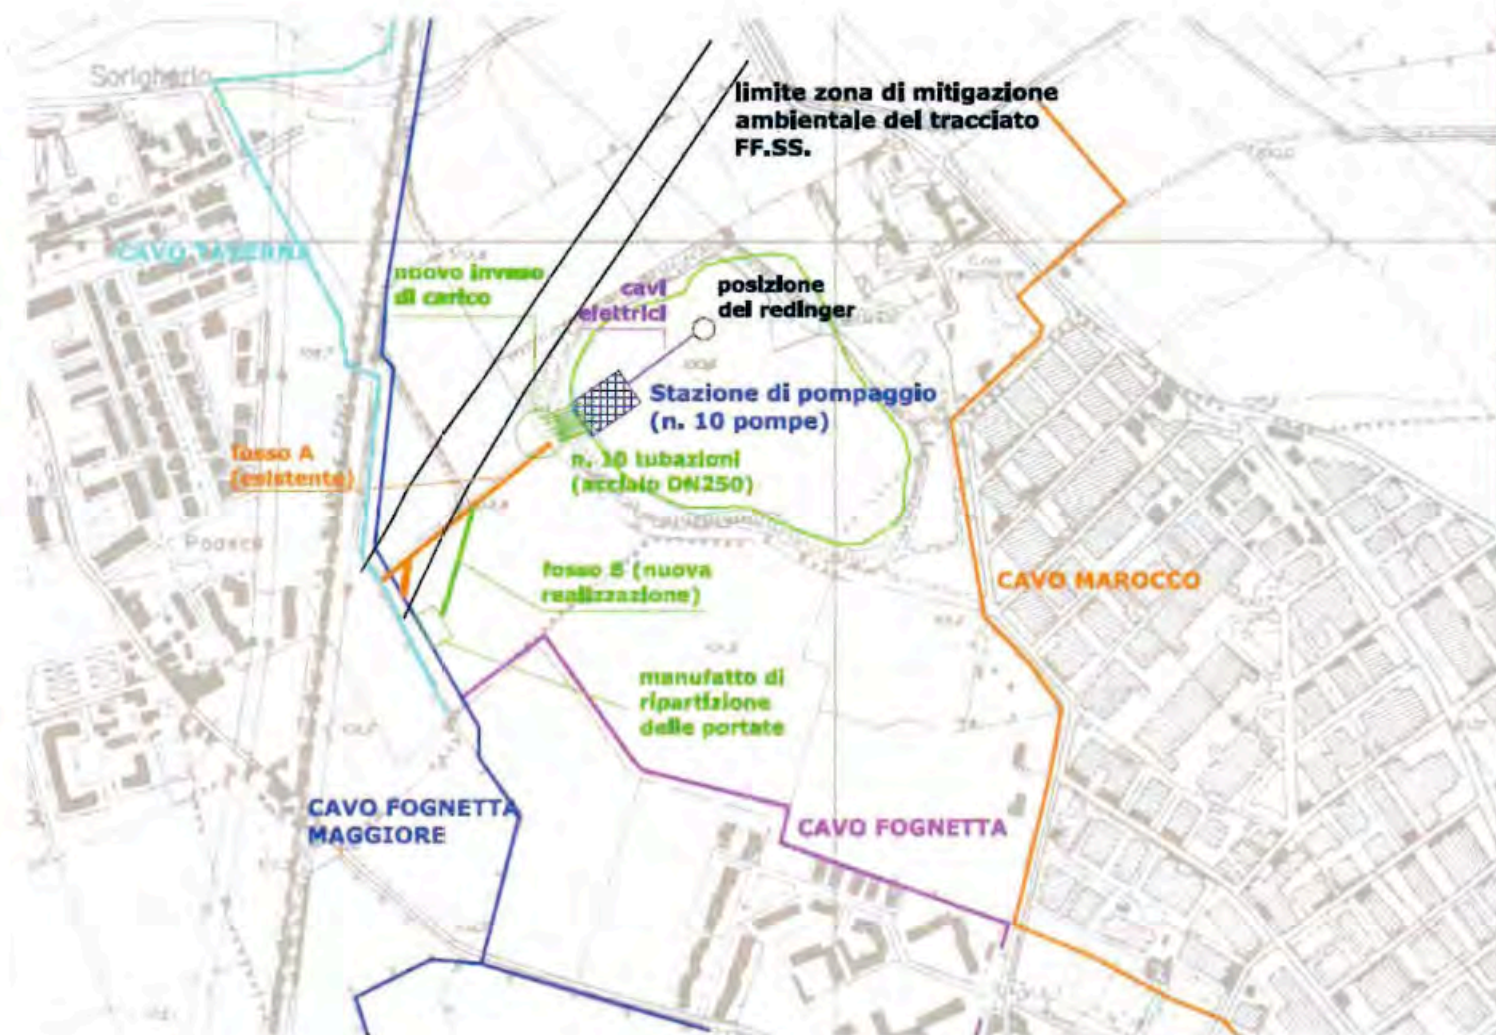 Sorigherio
limite zona di mitigazione
ambientale del tracciato
FF.SS.
CAVO TAVERNA
nuovo invaso
di carico
cavi
elettrici
posizione
del redinger
Stazione di pompaggio
(n. 10 pompe)
fosso A
(esistente)
n. 10 tubazioni
(acciaio DN250)
fosso B (nuova
realizzazione)
CAVO MAROCCO
manufatto di
ripartizione
delle portate
CAVO FOGNETTA
MAGGIORE
CAVO FOGNETTA